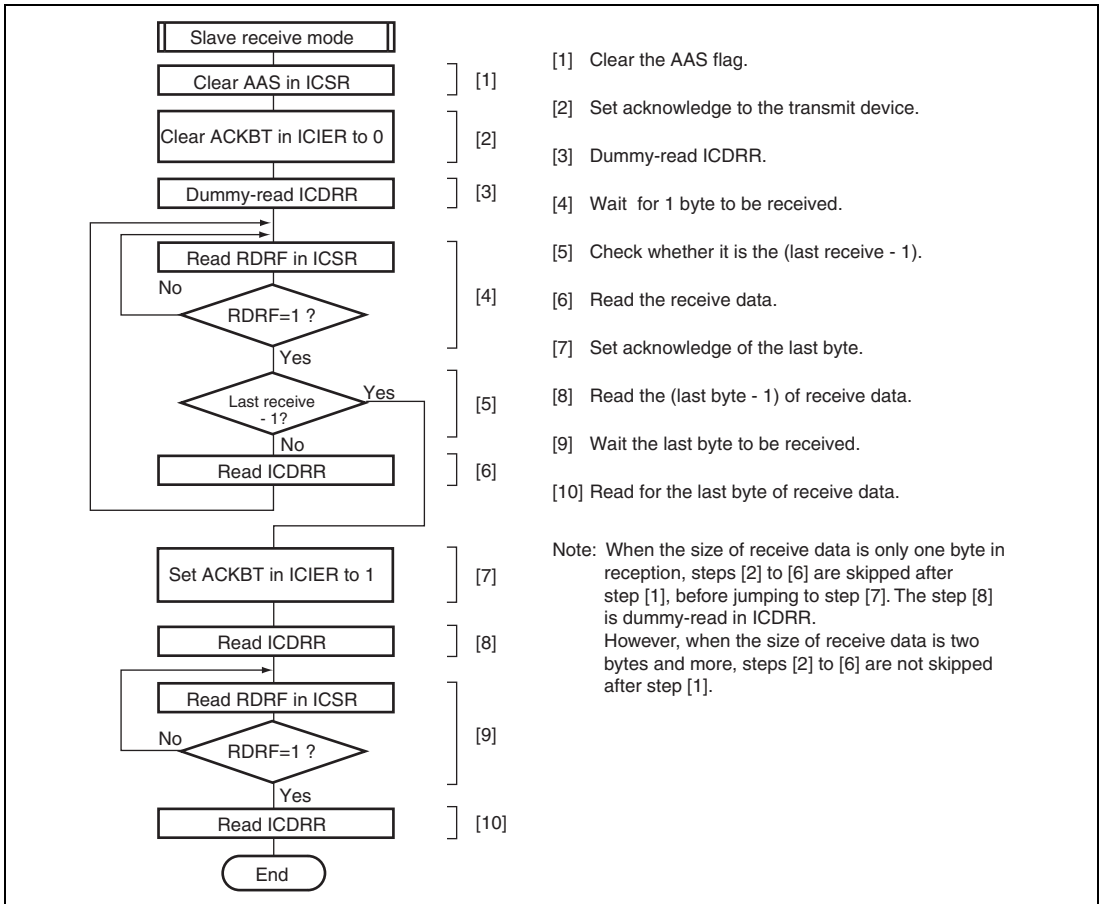 Slave receive mode
Clear AAS in ICSR
[1]
Clear ACKBT in ICIER to 0
[2]
Dummy-read ICDRR
[3]
Read RDRF in ICSR
No
RDRF=1 ?
[4]
Yes
Last receive
- 1?
Yes
[5]
No
Read ICDRR
[6]
Set ACKBT in ICIER to 1
[7]
Read ICDRR
[8]
Read RDRF in ICSR
No
RDRF=1 ?
[9]
Yes
Read ICDRR
[10]
End
[1] Clear the AAS flag.
[2] Set acknowledge to the transmit device.
[3] Dummy-read ICDRR.
[4] Wait for 1 byte to be received.
[5] Check whether it is the (last receive - 1).
[6] Read the receive data.
[7] Set acknowledge of the last byte.
[8] Read the (last byte - 1) of receive data.
[9] Wait the last byte to be received.
[10] Read for the last byte of receive data.
Note: When the size of receive data is only one byte in
reception, steps [2] to [6] are skipped after
step [1], before jumping to step [7]. The step [8]
is dummy-read in ICDRR.
However, when the size of receive data is two
bytes and more, steps [2] to [6] are not skipped
after step [1].